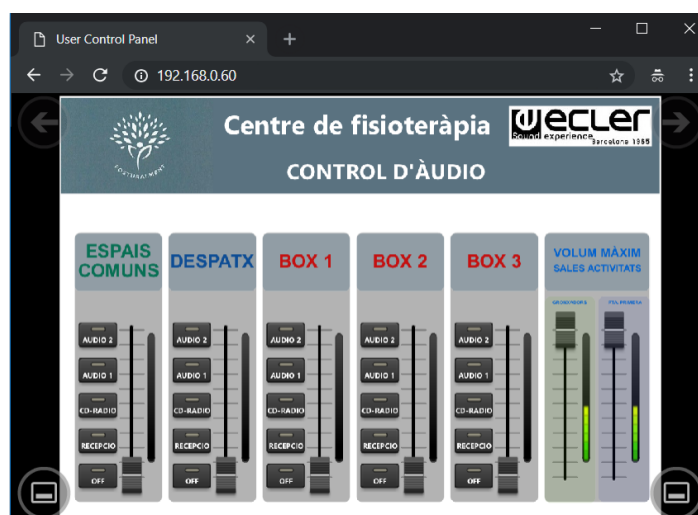 User Control Panel
192.168.0.60
Centre de fisioteràpia
CONTROL D'ÀUDIO
ecler
Sound experience
Barcelona 1965
ESPAIS
COMUNS
DESPATX
BOX 1
BOX 2
BOX 3
VOLUM MÀXIM
SALES ACTIVITATS
AUDIO 2
AUDIO 1
CD-RADIO
RECEPCIO
OFF
AUDIO 2
AUDIO 1
CD-RADIO
RECEPCIO
OFF
AUDIO 2
AUDIO 1
CD-RADIO
RECEPCIO
OFF
AUDIO 2
AUDIO 1
CD-RADIO
RECEPCIO
OFF
AUDIO 2
AUDIO 1
CD-RADIO
RECEPCIO
OFF